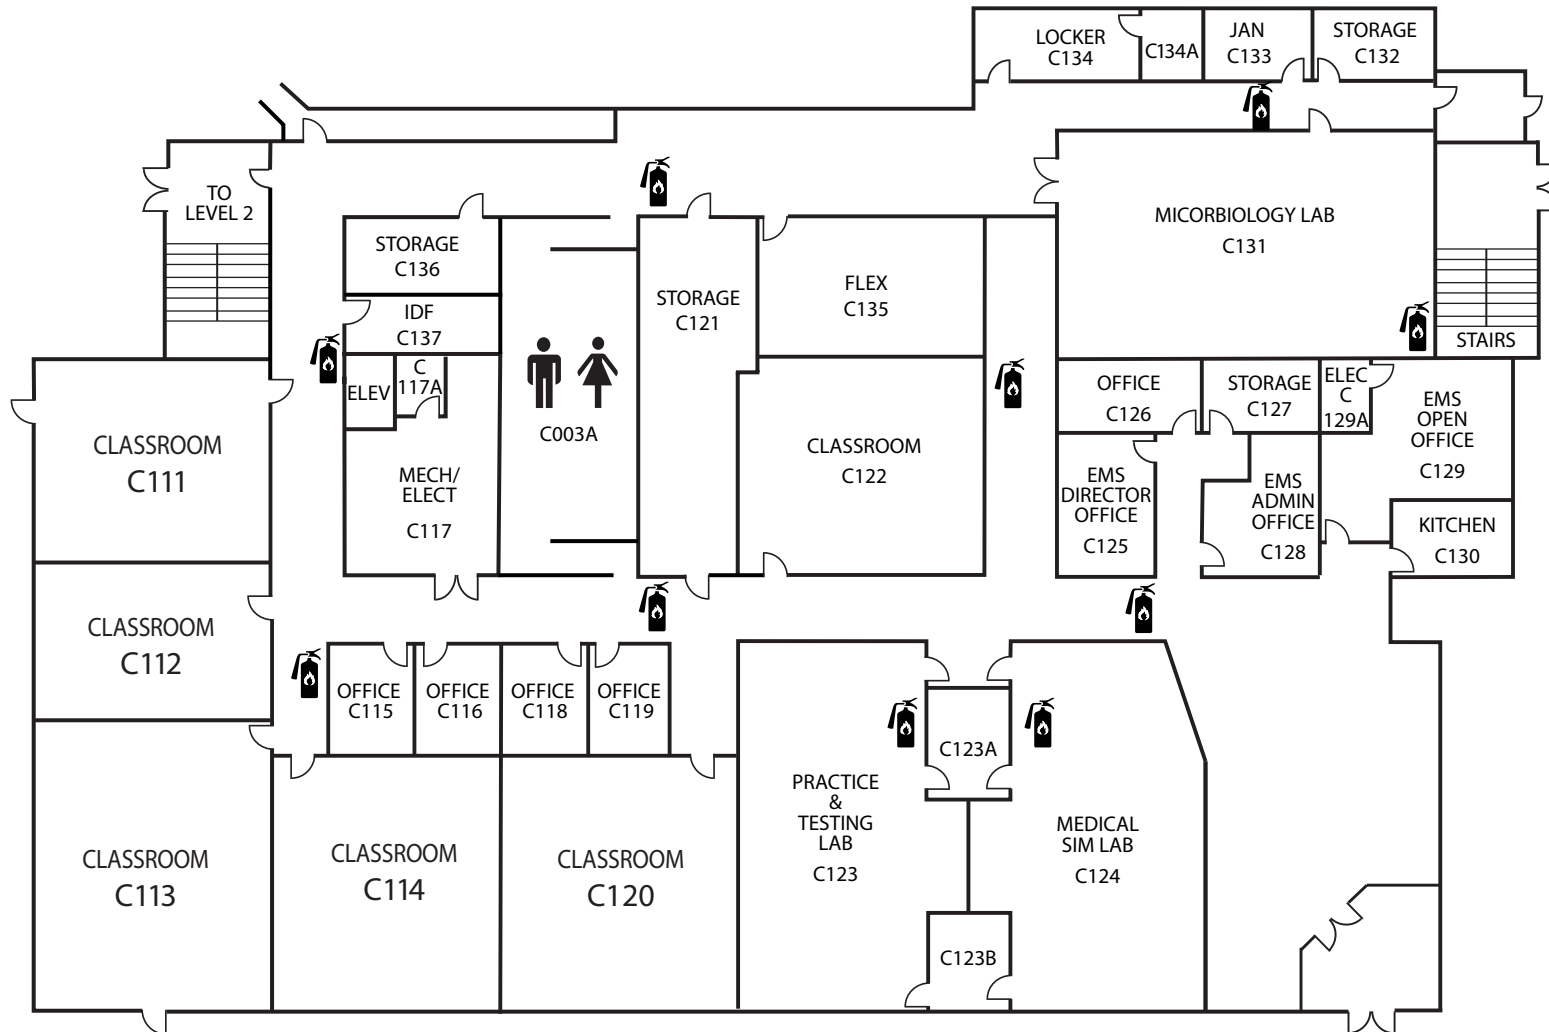 LOCKER
C134
C134A
JAN
C133
STORAGE
C132
TO
LEVEL 2
MICORBIOLOGY LAB
C131
STORAGE
C136
IDF
C137
ELEV
C
117A
MECH/
ELECT
C117
C003A
STORAGE
C121
FLEX
C135
CLASSROOM
C122
STAIRS
OFFICE
C126
STORAGE
C127
ELEC
C
129A
EMS
OPEN
OFFICE
C129
EMS
DIRECTOR
OFFICE
C125
EMS
ADMIN
OFFICE
C128
KITCHEN
C130
CLASSROOM
C111
CLASSROOM
C112
CLASSROOM
C113
OFFICE
C115
OFFICE
C116
OFFICE
C118
OFFICE
C119
CLASSROOM
C114
CLASSROOM
C120
PRACTICE
&
TESTING
LAB
C123
C123A
C123B
MEDICAL
SIM LAB
C124